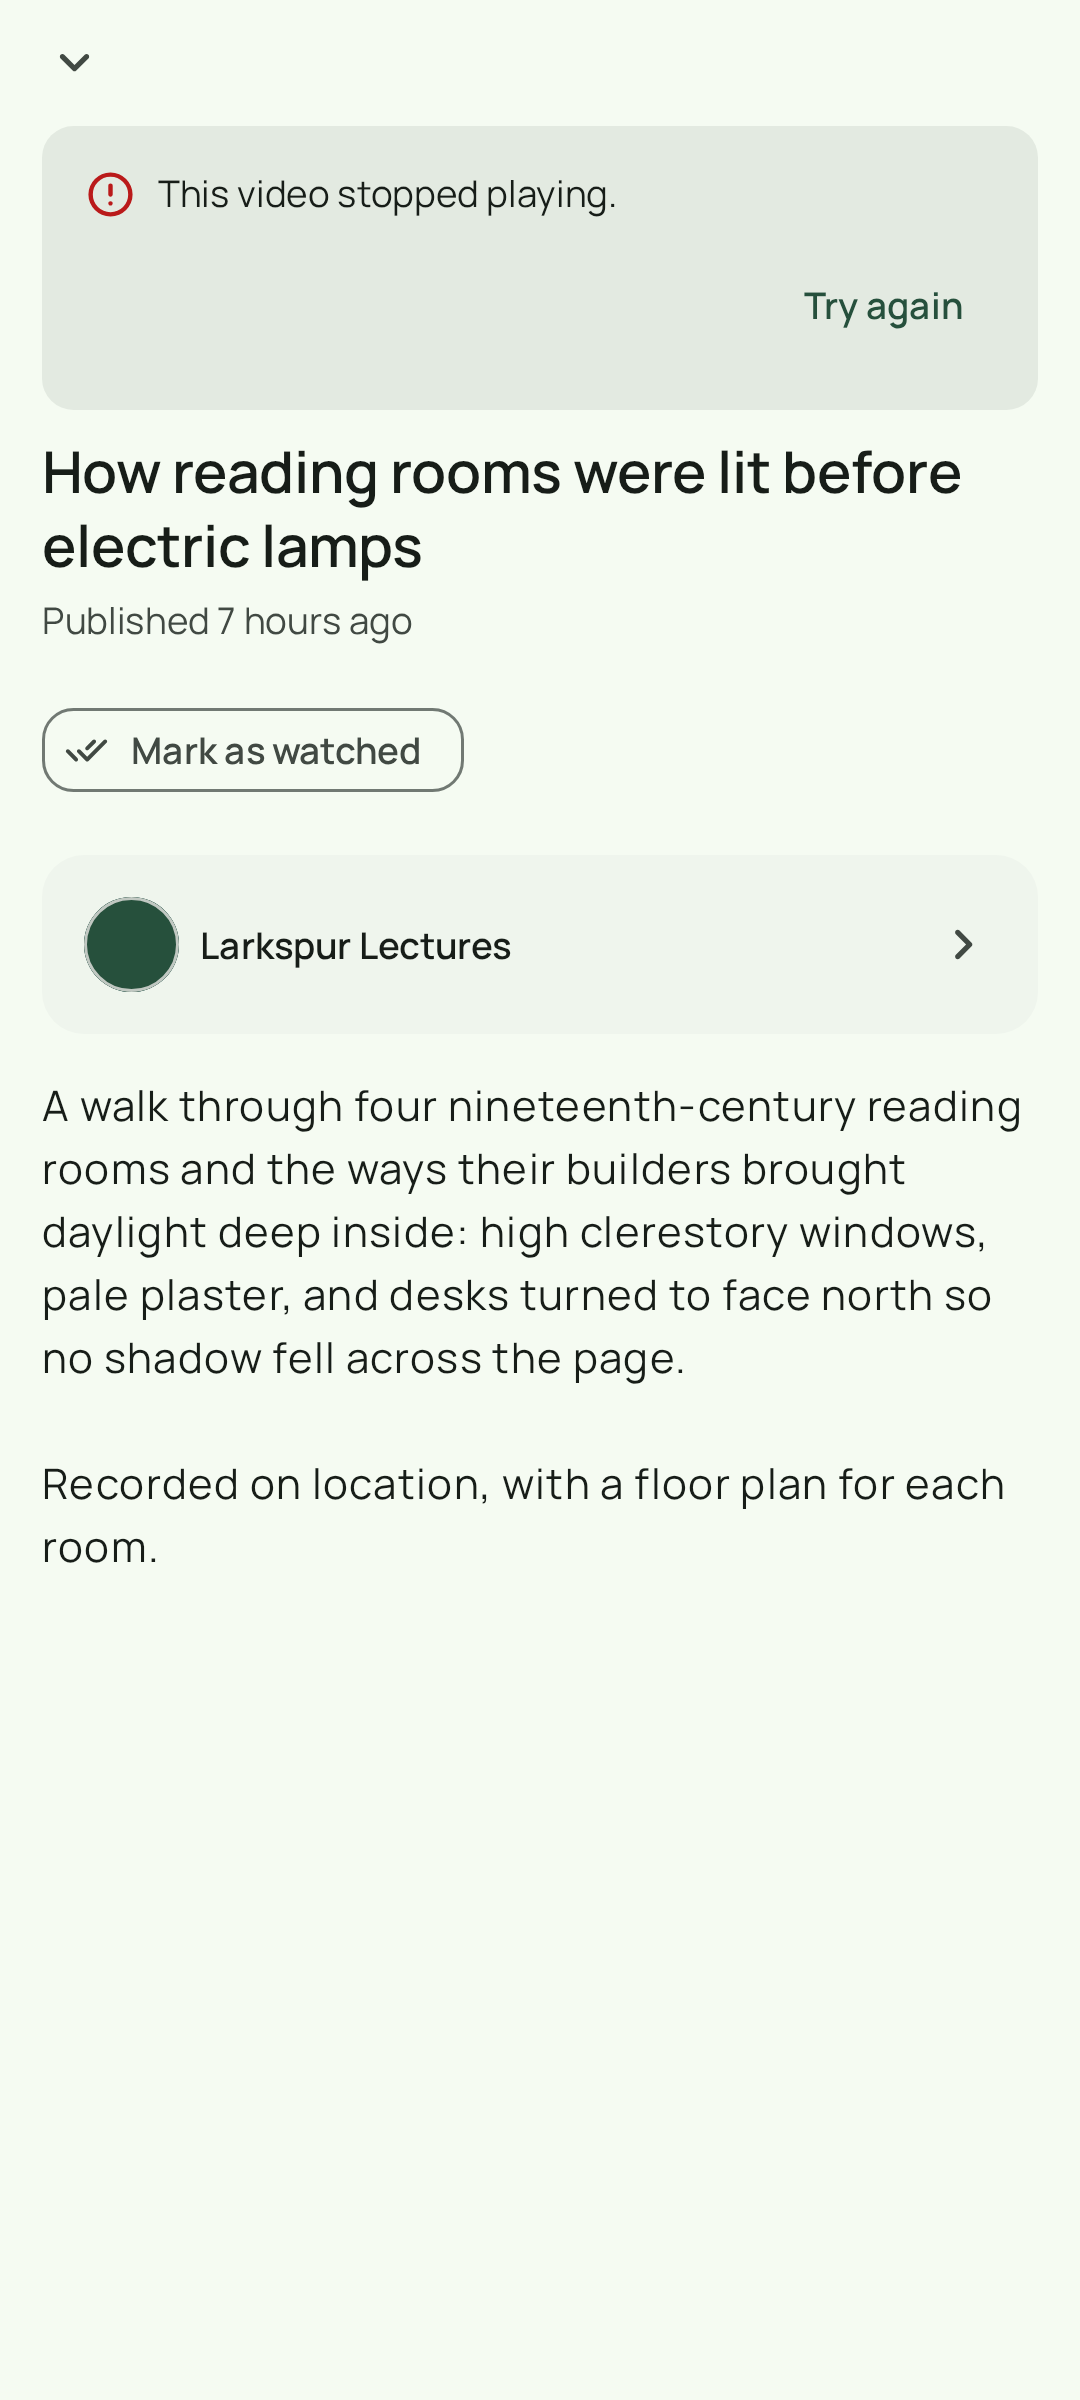 This video stopped playing.
Try again
How reading rooms were lit before
electric lamps
Published 7 hours ago
Mark as watched
Larkspur Lectures
A walk through four nineteenth-century reading
rooms and the ways their builders brought
daylight deep inside: high clerestory windows,
pale plaster, and desks turned to face north so
no shadow fell across the page.
Recorded on location, with a floor plan for each
room.